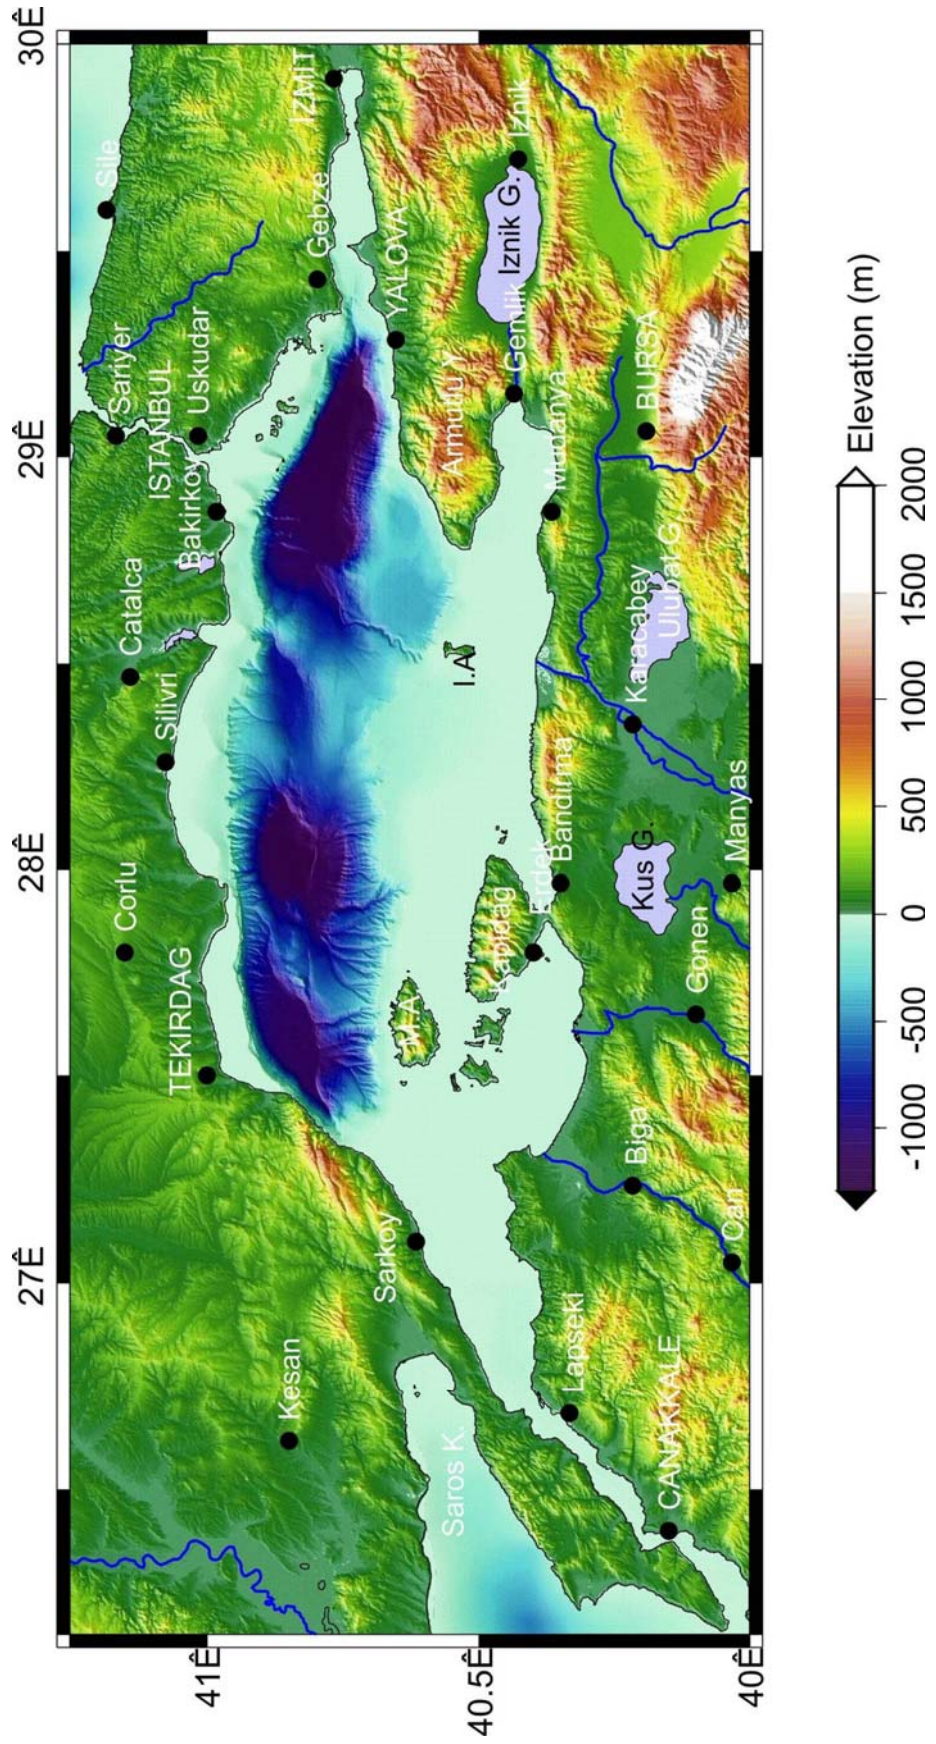 27Ê 28Ê 29Ê 30Ê
Sile
Corlu
Catalca
Sariyer
ISTANBUL
Silivri
TEKIRDAG
Bakirkoy
Uskudar
41Ê
Kesan
Gebze
IZMIT
Sarkoy
YALOVA
M.A
Saros K.
I.A
Armutlu Y.
40.5Ê
Kapidag
Iznik G.
Gemlik
Iznik
Erdek
Mudanya
Lapseki
Bandirma
Biga
Kus G.
Karacabey
BURSA
CANAKKALE
Ulubat G.
Gonen
Can
Manyas
40Ê
Elevation (m)
-1000 -500 0 500 1000 1500 2000